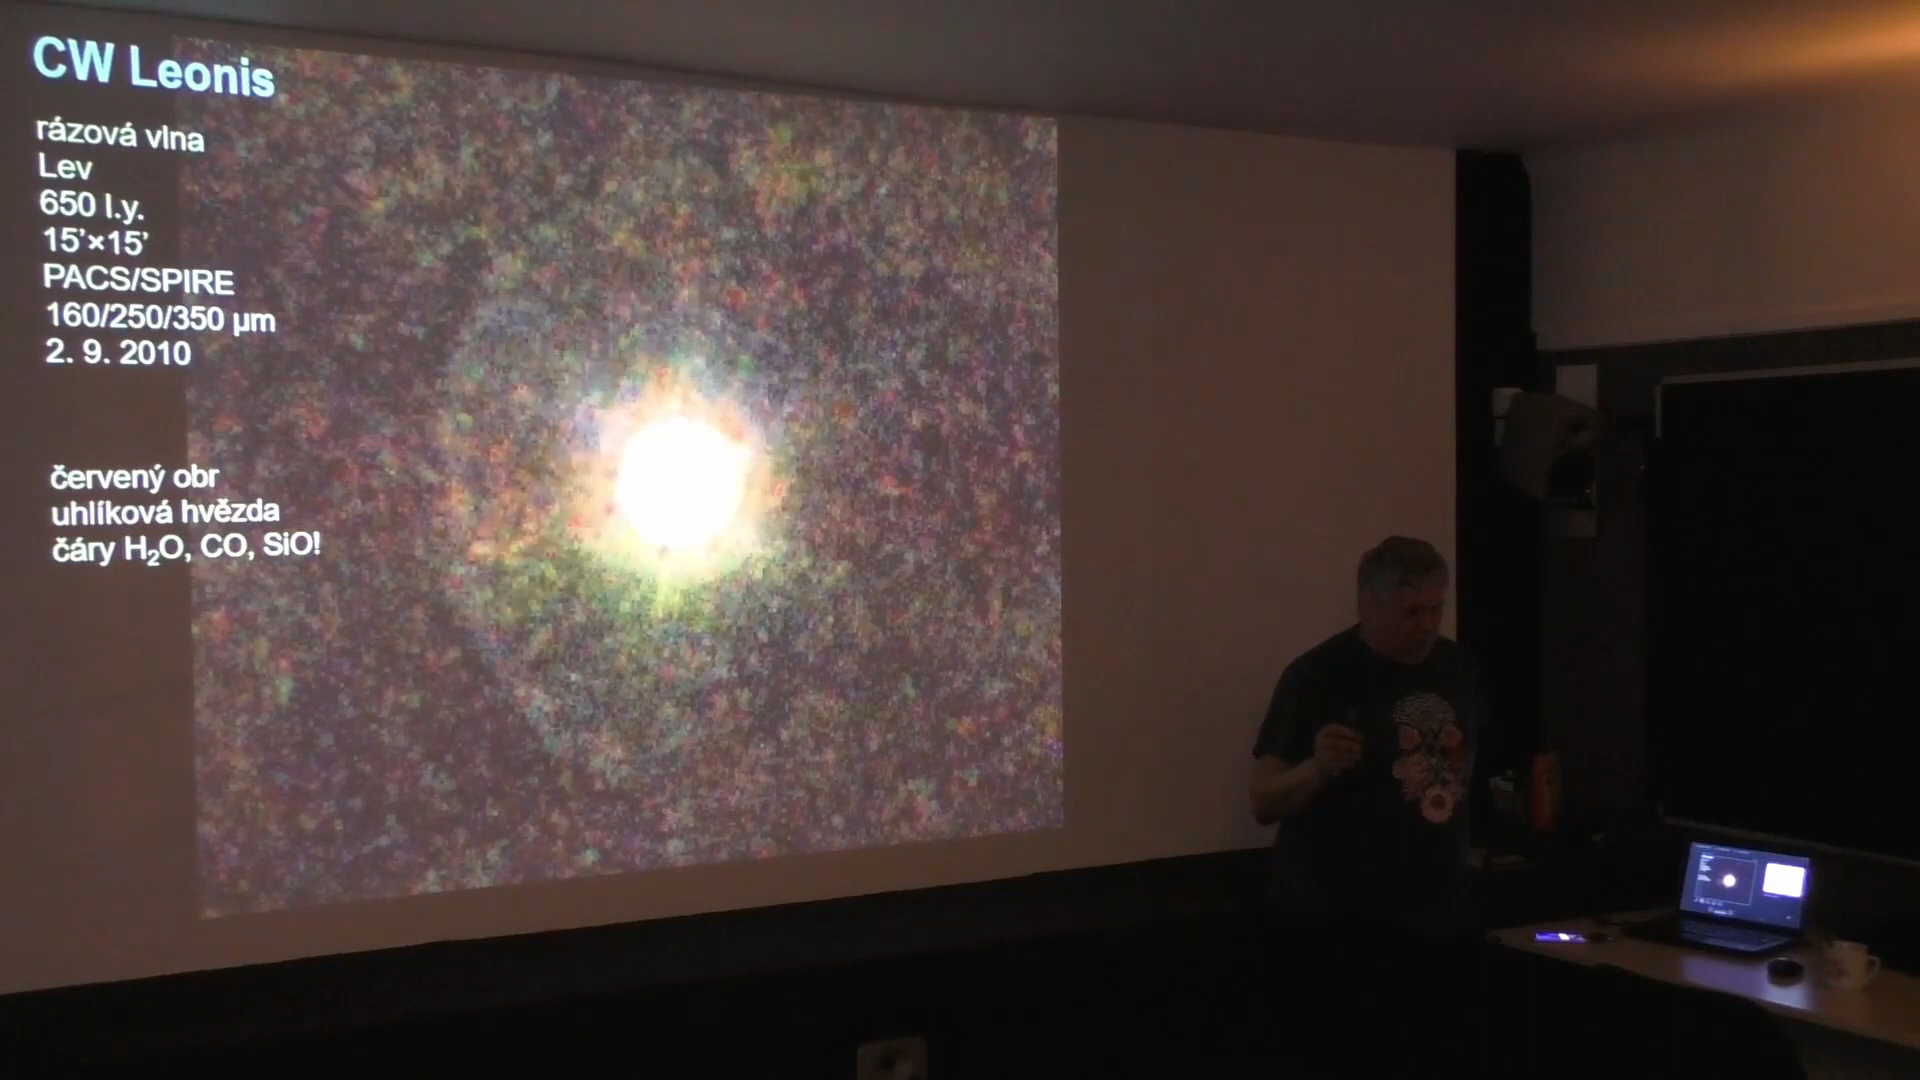 CW Leonis
rázová vlna
Lev
650 l.y.
15’×15’
PACS/SPIRE
160/250/350 µm
2. 9. 2010
červený obr
uhlíková hvězda
čáry H₂O, CO, SiO!